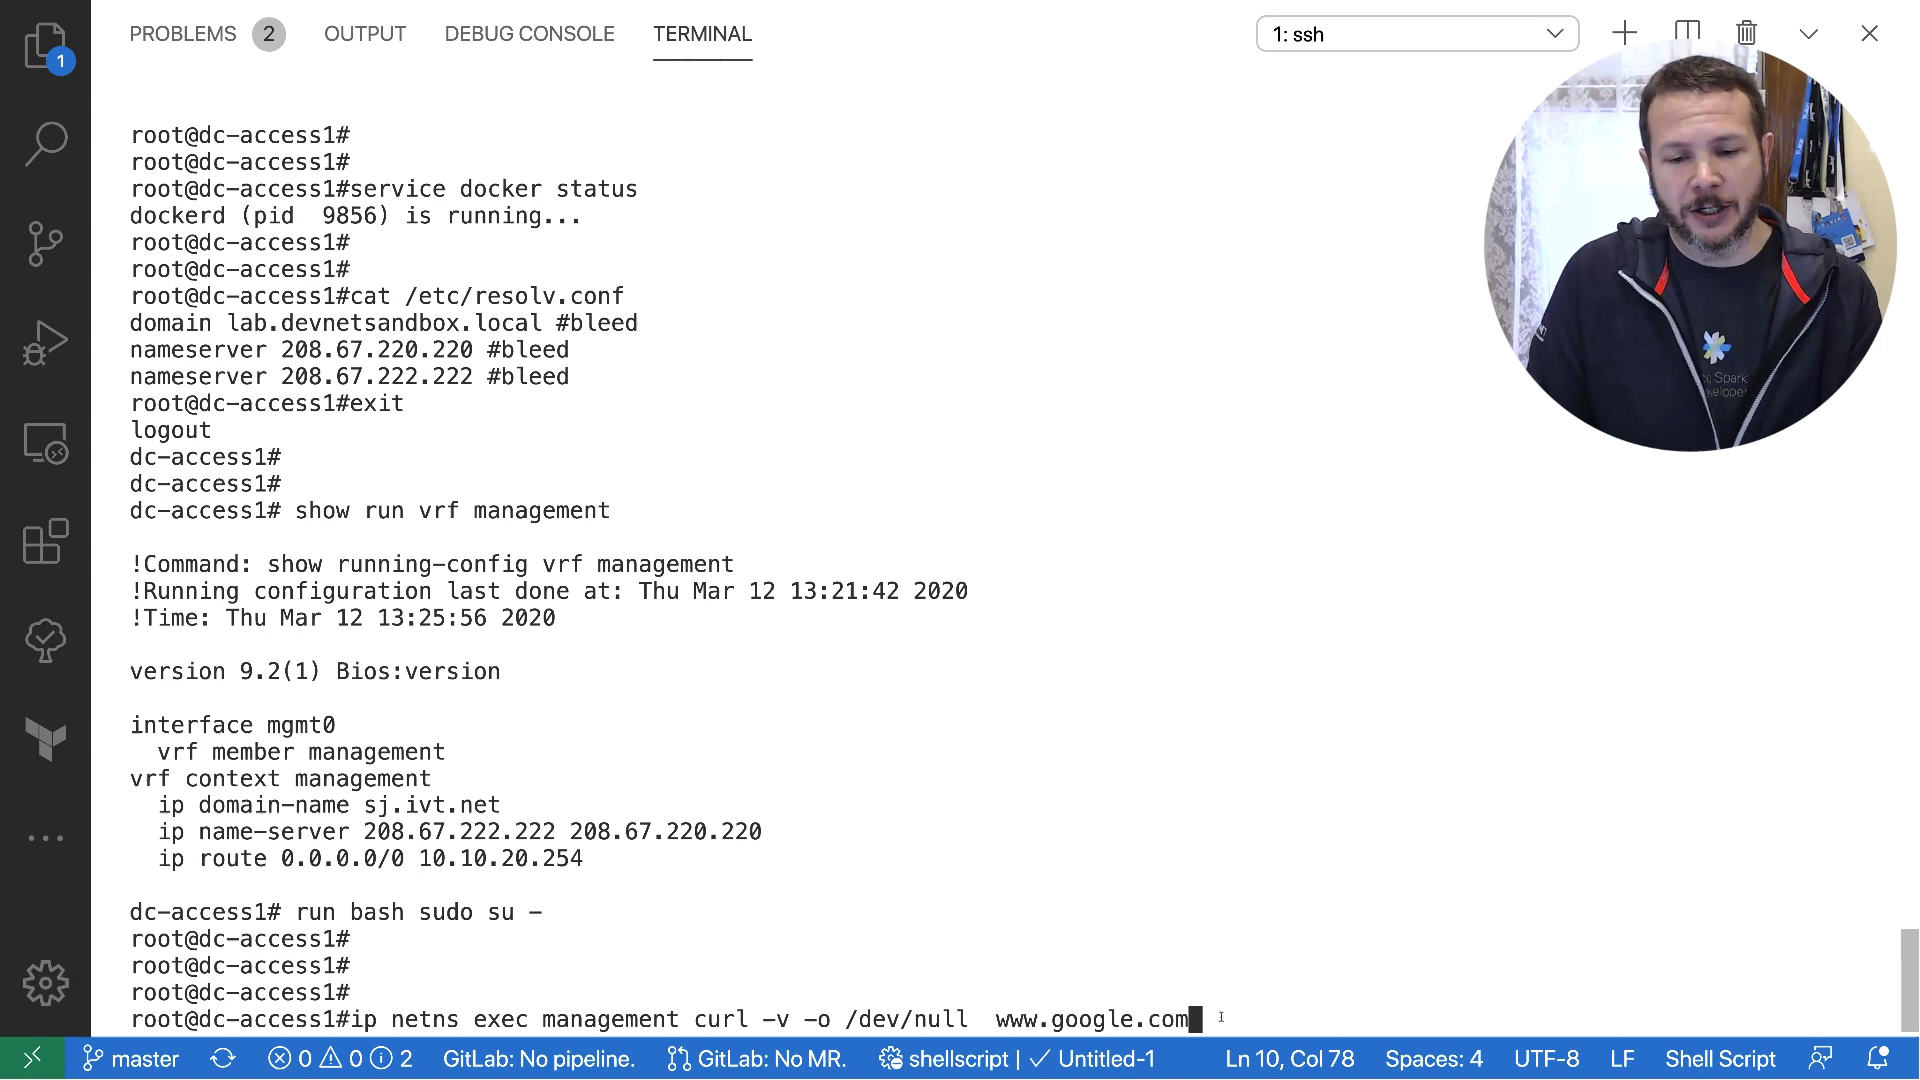 PROBLEMS 2 OUTPUT DEBUG CONSOLE TERMINAL 1: ssh
1
root@dc-access1#
root@dc-access1#
root@dc-access1#service docker status
dockerd (pid  9856) is running...
root@dc-access1#
root@dc-access1#
root@dc-access1#cat /etc/resolv.conf
domain lab.devnetsandbox.local #bleed
nameserver 208.67.220.220 #bleed
nameserver 208.67.222.222 #bleed
root@dc-access1#exit
logout
dc-access1#
dc-access1#
dc-access1# show run vrf management
!Command: show running-config vrf management
!Running configuration last done at: Thu Mar 12 13:21:42 2020
!Time: Thu Mar 12 13:25:56 2020
version 9.2(1) Bios:version
interface mgmt0
  vrf member management
vrf context management
  ip domain-name sj.ivt.net
  ip name-server 208.67.222.222 208.67.220.220
  ip route 0.0.0.0/0 10.10.20.254
dc-access1# run bash sudo su -
root@dc-access1#
root@dc-access1#
root@dc-access1#
root@dc-access1#ip netns exec management curl -v -o /dev/null  www.google.com
master 0 0 2 GitLab: No pipeline. GitLab: No MR. shellscript | ✓ Untitled-1 Ln 10, Col 78 Spaces: 4 UTF-8 LF Shell Script
Spark